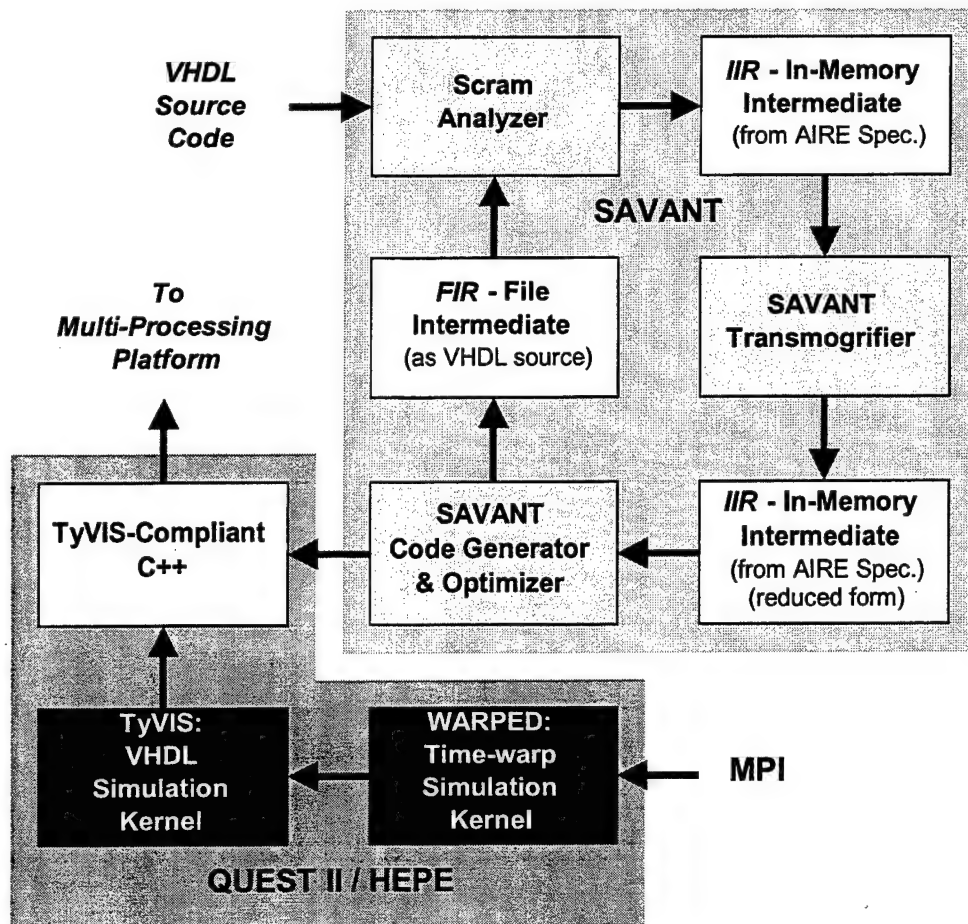 VHDL
Source
Code
Scram
Analyzer
IIR - In-Memory
Intermediate
(from AIRE Spec.)
SAVANT
To
Multi-Processing
Platform
FIR - File
Intermediate
(as VHDL source)
SAVANT
Transmogrifier
TyVIS-Compliant
C++
SAVANT
Code Generator
& Optimizer
IIR - In-Memory
Intermediate
(from AIRE Spec.)
(reduced form)
TyVIS:
VHDL
Simulation
Kernel
WARPED:
Time-warp
Simulation
Kernel
MPI
QUEST II / HEPE